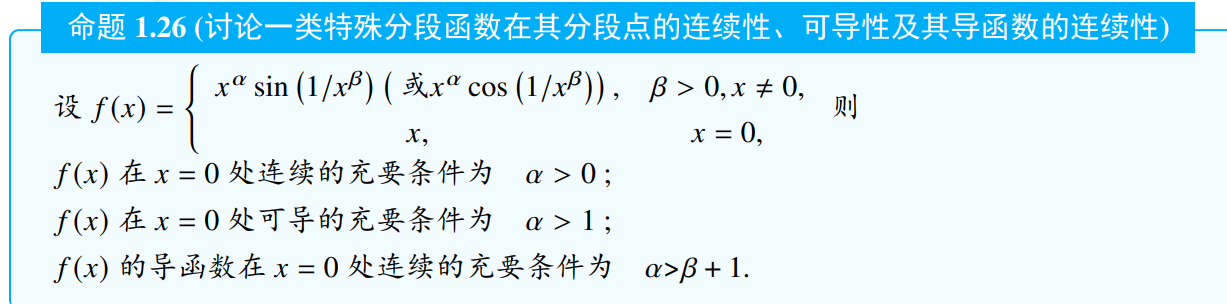 命题 1.26 (讨论一类特殊分段函数在其分段点的连续性、可导性及其导函数的连续性)
设 f(x) = { x^α sin (1/x^β) ( 或x^α cos (1/x^β)) , β > 0, x ≠ 0, 则
x, x = 0,
f(x) 在 x = 0 处连续的充要条件为 α > 0 ;
f(x) 在 x = 0 处可导的充要条件为 α > 1 ;
f(x) 的导函数在 x = 0 处连续的充要条件为 α>β + 1.